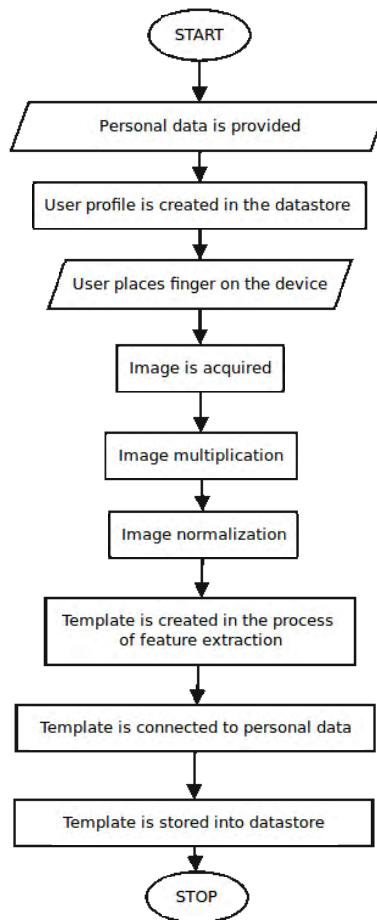 START
Personal data is provided
User profile is created in the datastore
User places finger on the device
Image is acquired
Image multiplication
Image normalization
Template is created in the process
of feature extraction
Template is connected to personal data
Template is stored into datastore
STOP